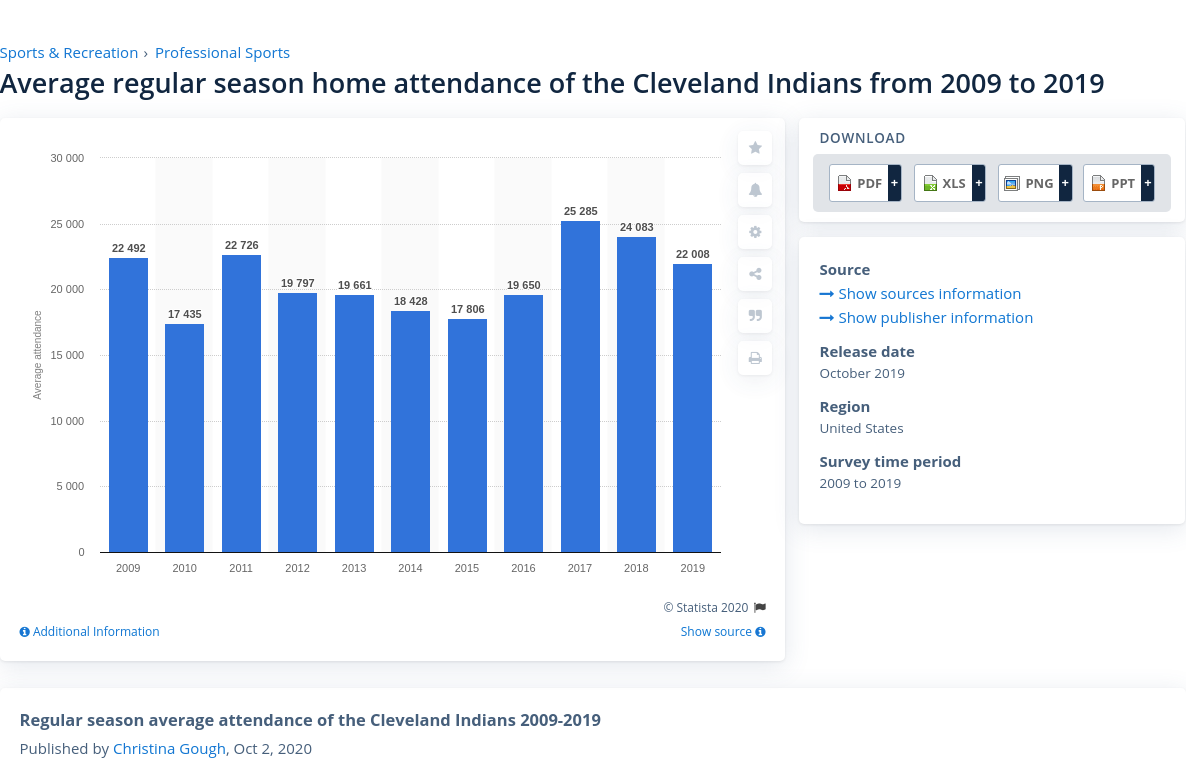 Sports & Recreation › Professional Sports
Average regular season home attendance of the Cleveland Indians from 2009 to 2019
Average attendance
30 000
25 000
20 000
15 000
10 000
5 000
0
22 492
17 435
22 726
19 797
19 661
18 428
17 806
19 650
25 285
24 083
22 008
2009 2010 2011 2012 2013 2014 2015 2016 2017 2018 2019
© Statista 2020
Additional Information
Show source
DOWNLOAD
PDF + XLS + PNG + PPT +
Source
Show sources information
Show publisher information
Release date
October 2019
Region
United States
Survey time period
2009 to 2019
Regular season average attendance of the Cleveland Indians 2009-2019
Published by Christina Gough, Oct 2, 2020